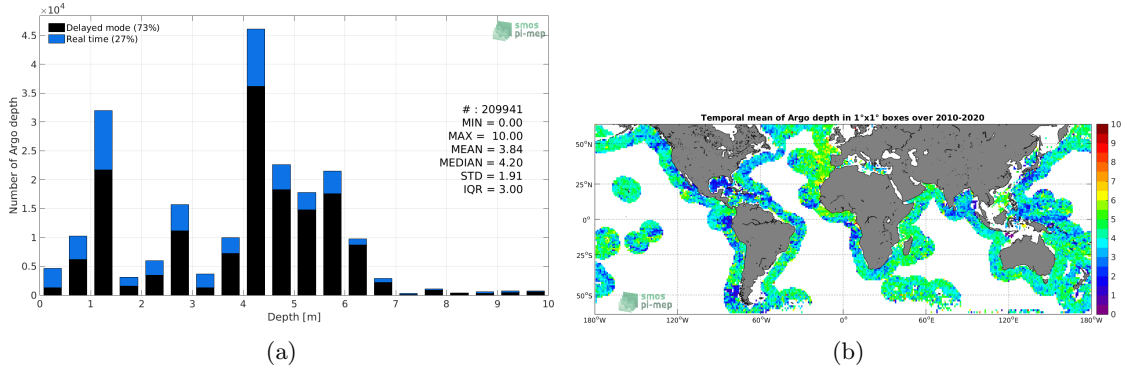 ×10⁴
Delayed mode (73%)
Real time (27%)
smos
pi-mep
4.5
4
3.5
3
2.5
2
1.5
1
0.5
0
Number of Argo depth
# : 209941
MIN = 0.00
MAX = 10.00
MEAN = 3.84
MEDIAN = 4.20
STD = 1.91
IQR = 3.00
0 1 2 3 4 5 6 7 8 9 10
Depth [m]
(a)
Temporal mean of Argo depth in 1°x1° boxes over 2010-2020
50°N
25°N
0°
25°S
50°S
smos
pi-mep
180°W 120°W 60°W 0° 60°E 120°E 180°W
10
9
8
7
6
5
4
3
2
1
0
(b)